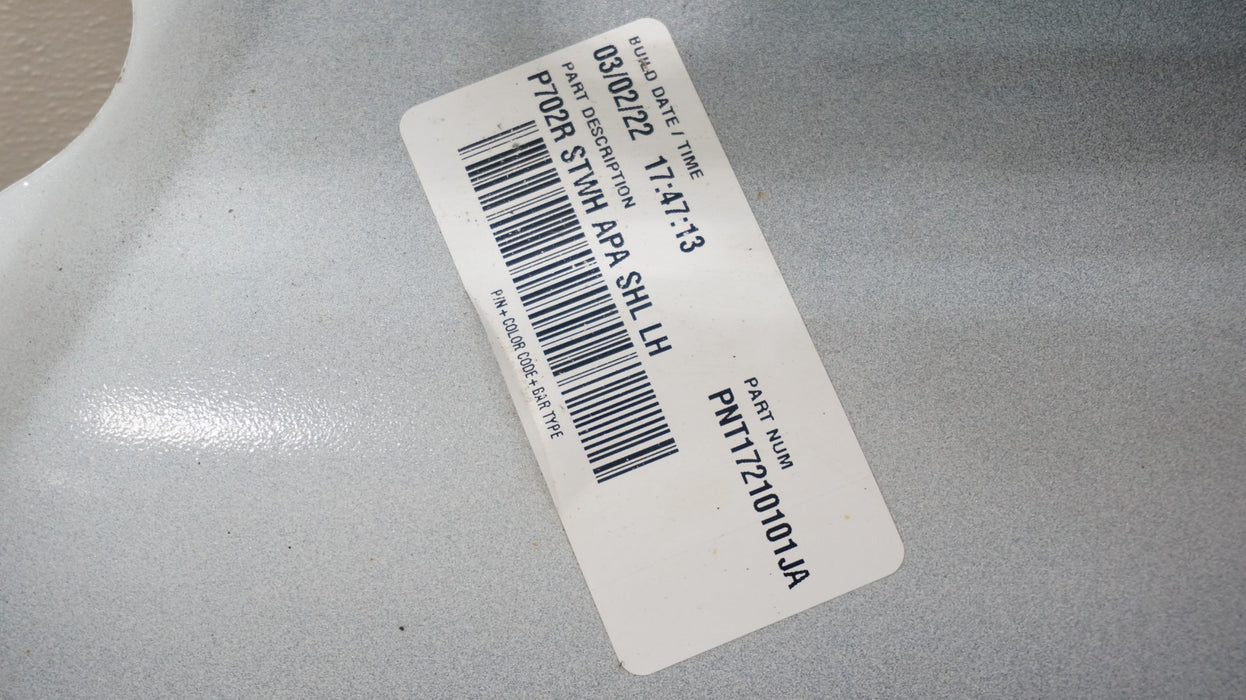 BUILD DATE / TIME
03/02/22 17:47:13
PART DESCRIPTION
P702R STWH APA SHL LH
P/N + COLOR CODE + BAR TYPE
PART NUM
PNT17210101JA